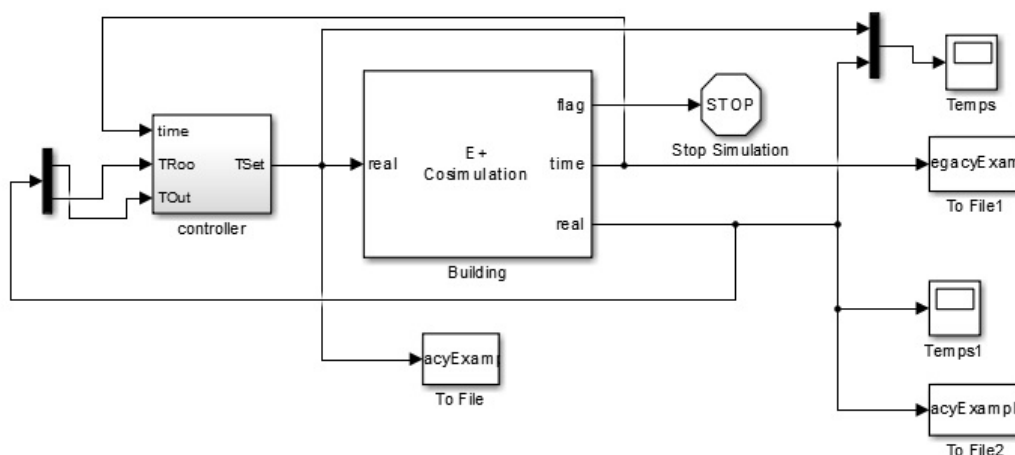 time
TRoo
TOut
TSet
controller
real
E+
Cosimulation
flag
time
real
Building
STOP
Stop Simulation
Temps
egacyExam
To File1
Temps1
acyExampl
To File2
acyExamp
To File